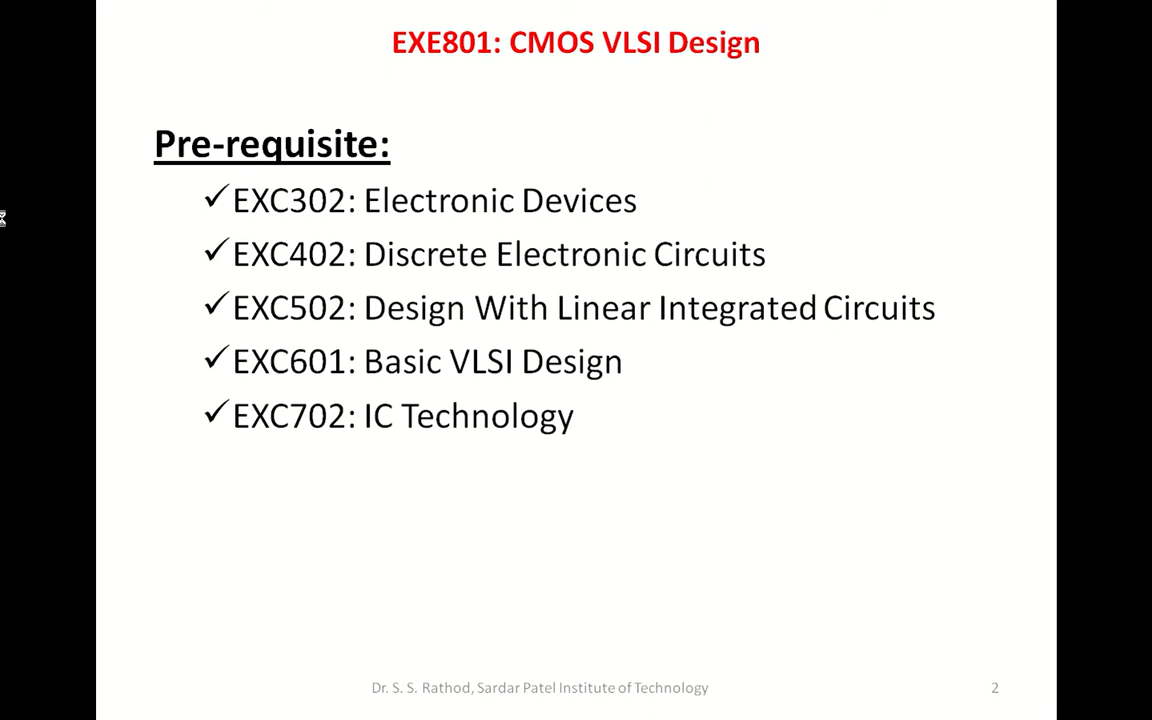 EXE801: CMOS VLSI Design
Pre-requisite:
✓EXC302: Electronic Devices
✓EXC402: Discrete Electronic Circuits
✓EXC502: Design With Linear Integrated Circuits
✓EXC601: Basic VLSI Design
✓EXC702: IC Technology
Dr. S. S. Rathod, Sardar Patel Institute of Technology
2